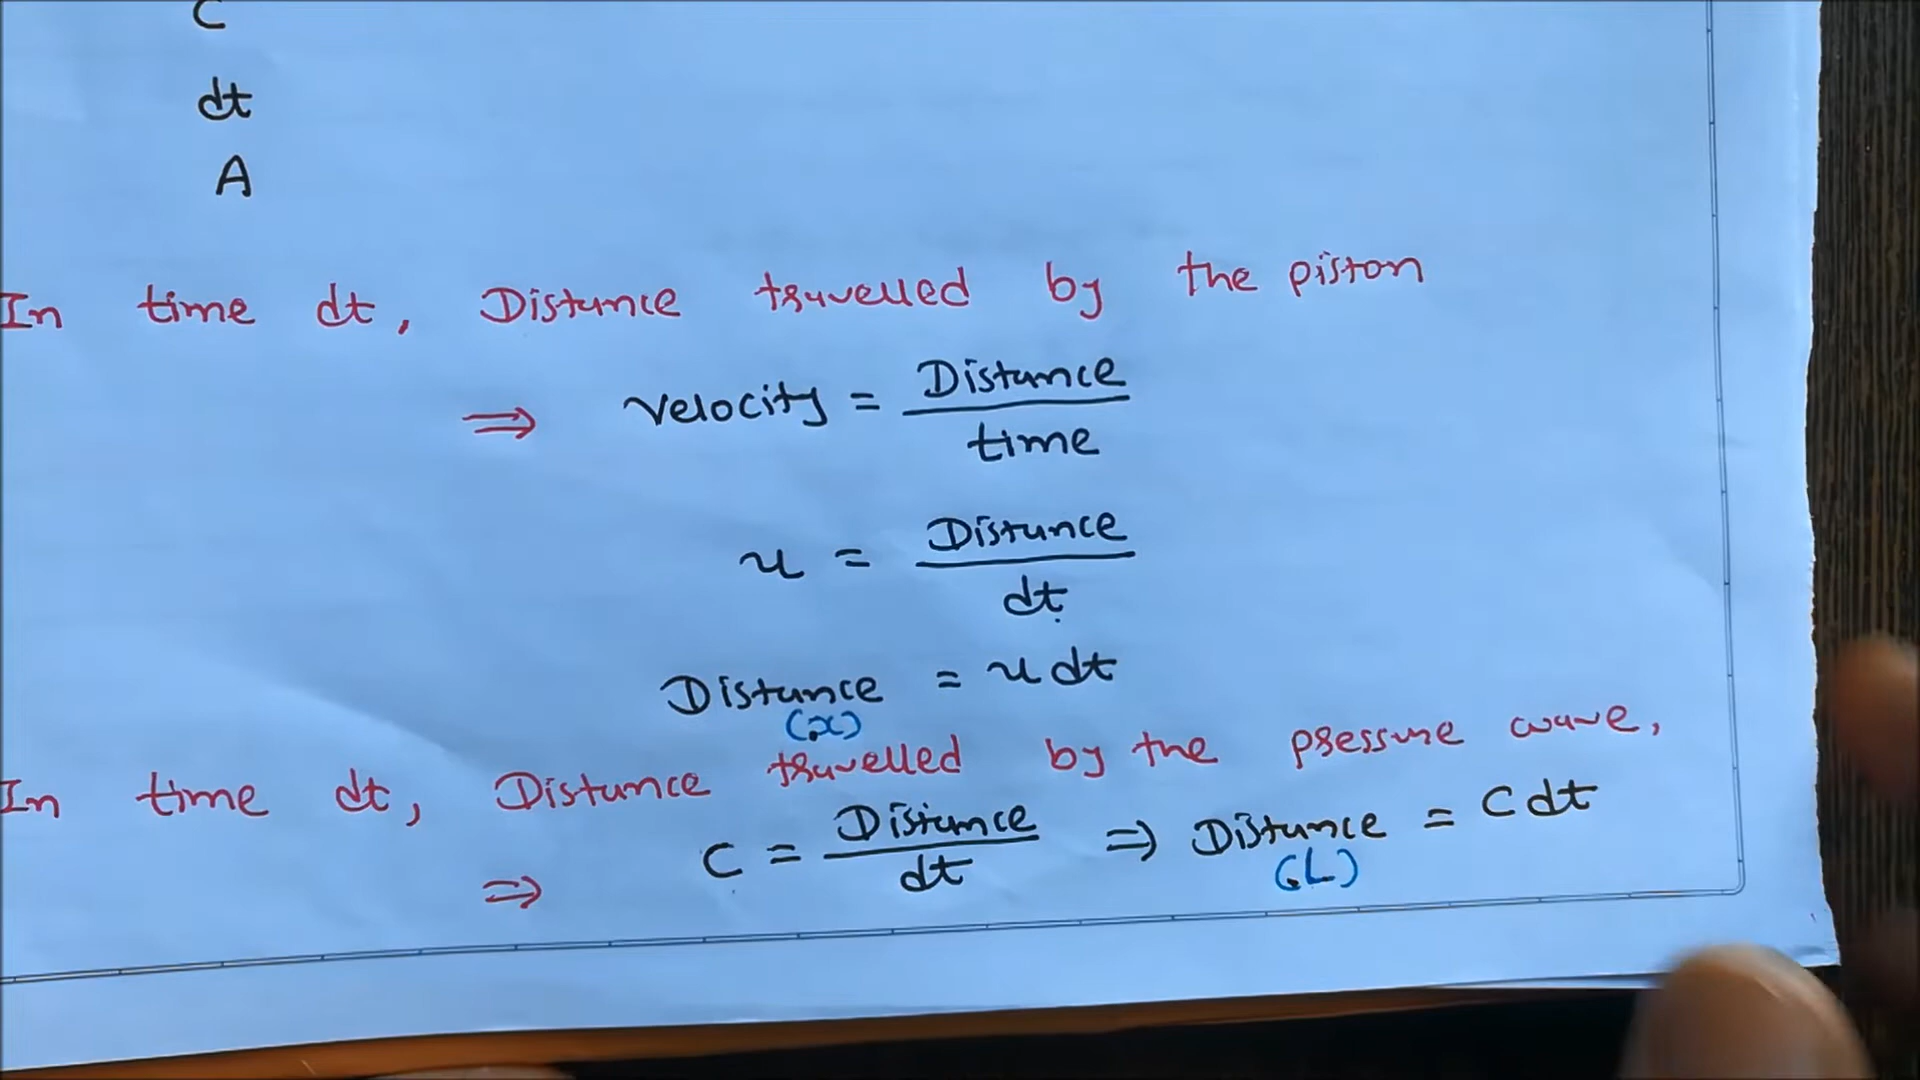 C
dt
A
In time dt, Distance travelled by the piston
⇒ Velocity = Distance / time
u = Distance / dt
Distance = u dt
(x)
In time dt, Distance travelled by the pressure wave,
⇒ C = Distance / dt ⇒ Distance = C dt
(L)